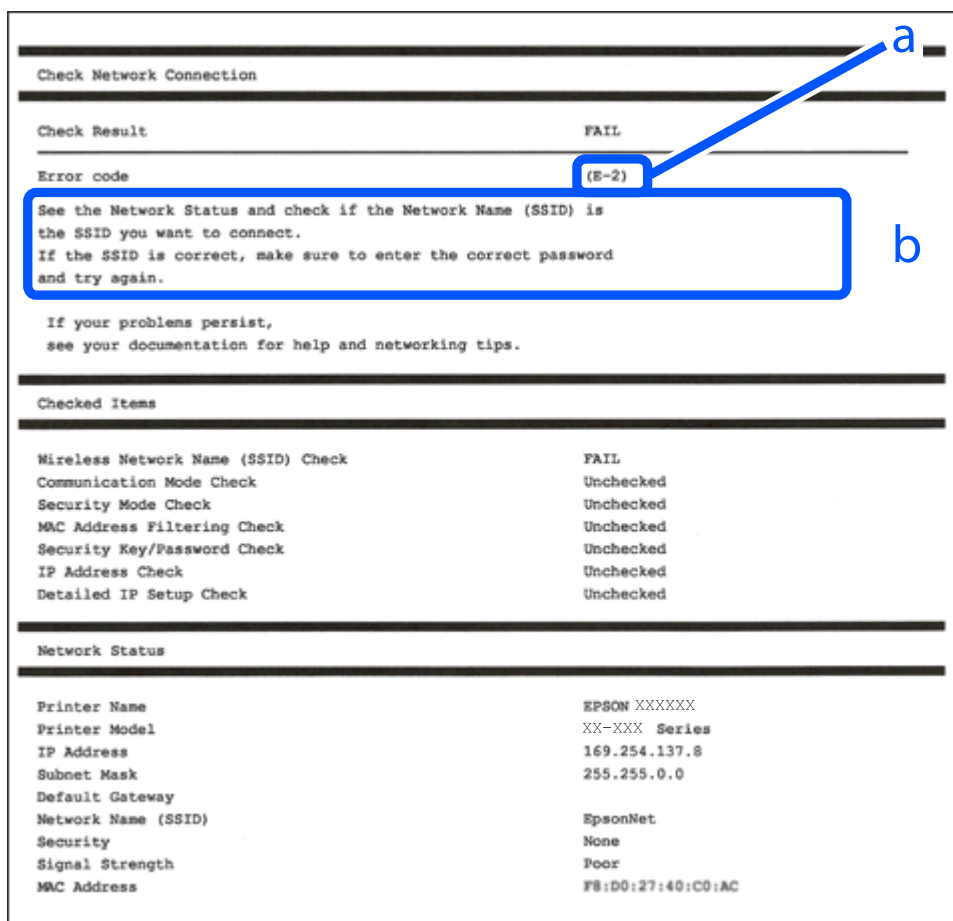 a
Check Network Connection
Check Result FAIL
Error code (E-2)
See the Network Status and check if the Network Name (SSID) is
the SSID you want to connect.
If the SSID is correct, make sure to enter the correct password
and try again.
b
If your problems persist,
see your documentation for help and networking tips.
Checked Items
Wireless Network Name (SSID) Check FAIL
Communication Mode Check Unchecked
Security Mode Check Unchecked
MAC Address Filtering Check Unchecked
Security Key/Password Check Unchecked
IP Address Check Unchecked
Detailed IP Setup Check Unchecked
Network Status
Printer Name EPSON XXXXXX
Printer Model XX-XXX Series
IP Address 169.254.137.8
Subnet Mask 255.255.0.0
Default Gateway
Network Name (SSID) EpsonNet
Security None
Signal Strength Poor
MAC Address F8:D0:27:40:C0:AC